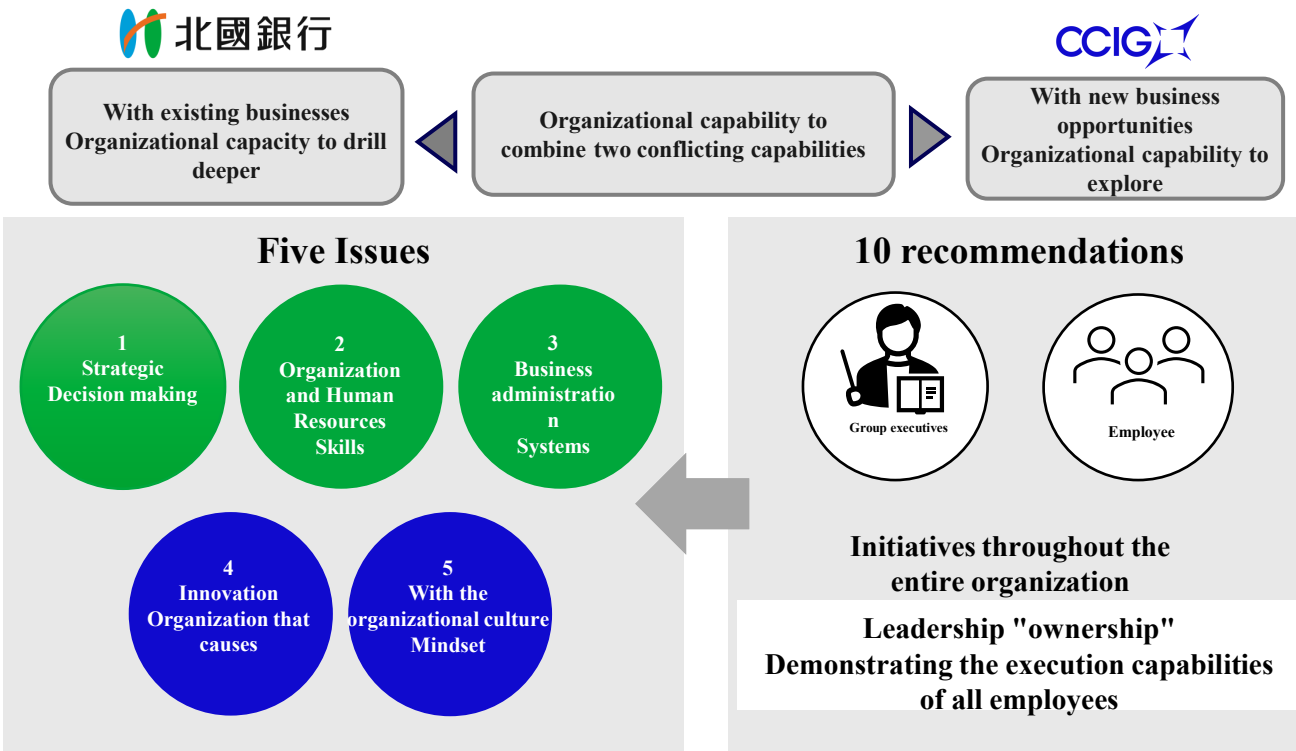 北國銀行
CCIG
With existing businesses
Organizational capacity to drill
deeper
Organizational capability to
combine two conflicting capabilities
With new business
opportunities
Organizational capability to
explore
Five Issues
1
Strategic
Decision making
2
Organization
and Human
Resources
Skills
3
Business
administratio
n
Systems
4
Innovation
Organization that
causes
5
With the
organizational culture
Mindset
10 recommendations
Group executives
Employee
Initiatives throughout the
entire organization
Leadership "ownership"
Demonstrating the execution capabilities
of all employees